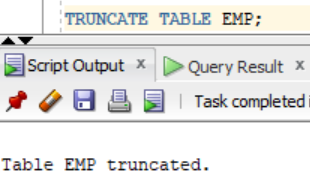 TRUNCATE TABLE EMP;
Script Output x Query Result x
Task completed i
Table EMP truncated.